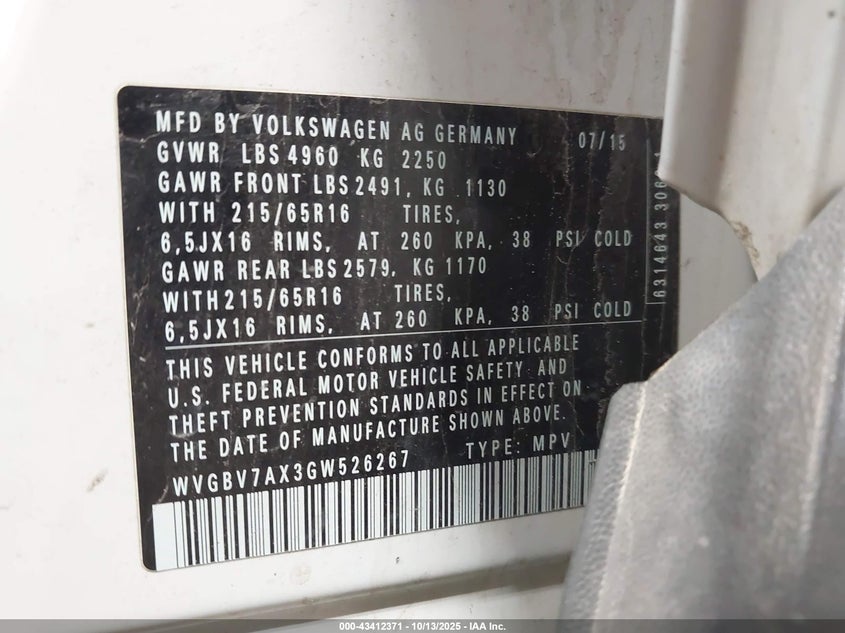 MFD BY VOLKSWAGEN AG GERMANY 07/15
GVWR LBS 4960 KG 2250
GAWR FRONT LBS 2491, KG 1130
WITH 215/65R16 TIRES,
6,5JX16 RIMS, AT 260 KPA, 38 PSI COLD
GAWR REAR LBS 2579, KG 1170
WITH 215/65R16 TIRES,
6,5JX16 RIMS, AT 260 KPA, 38 PSI COLD
THIS VEHICLE CONFORMS TO ALL APPLICABLE
U.S. FEDERAL MOTOR VEHICLE SAFETY AND
THEFT PREVENTION STANDARDS IN EFFECT ON
THE DATE OF MANUFACTURE SHOWN ABOVE.
WVGBV7AX3GW526267 TYPE: MPV
6314643
000-43412371 - 10/13/2025 - IAA Inc.